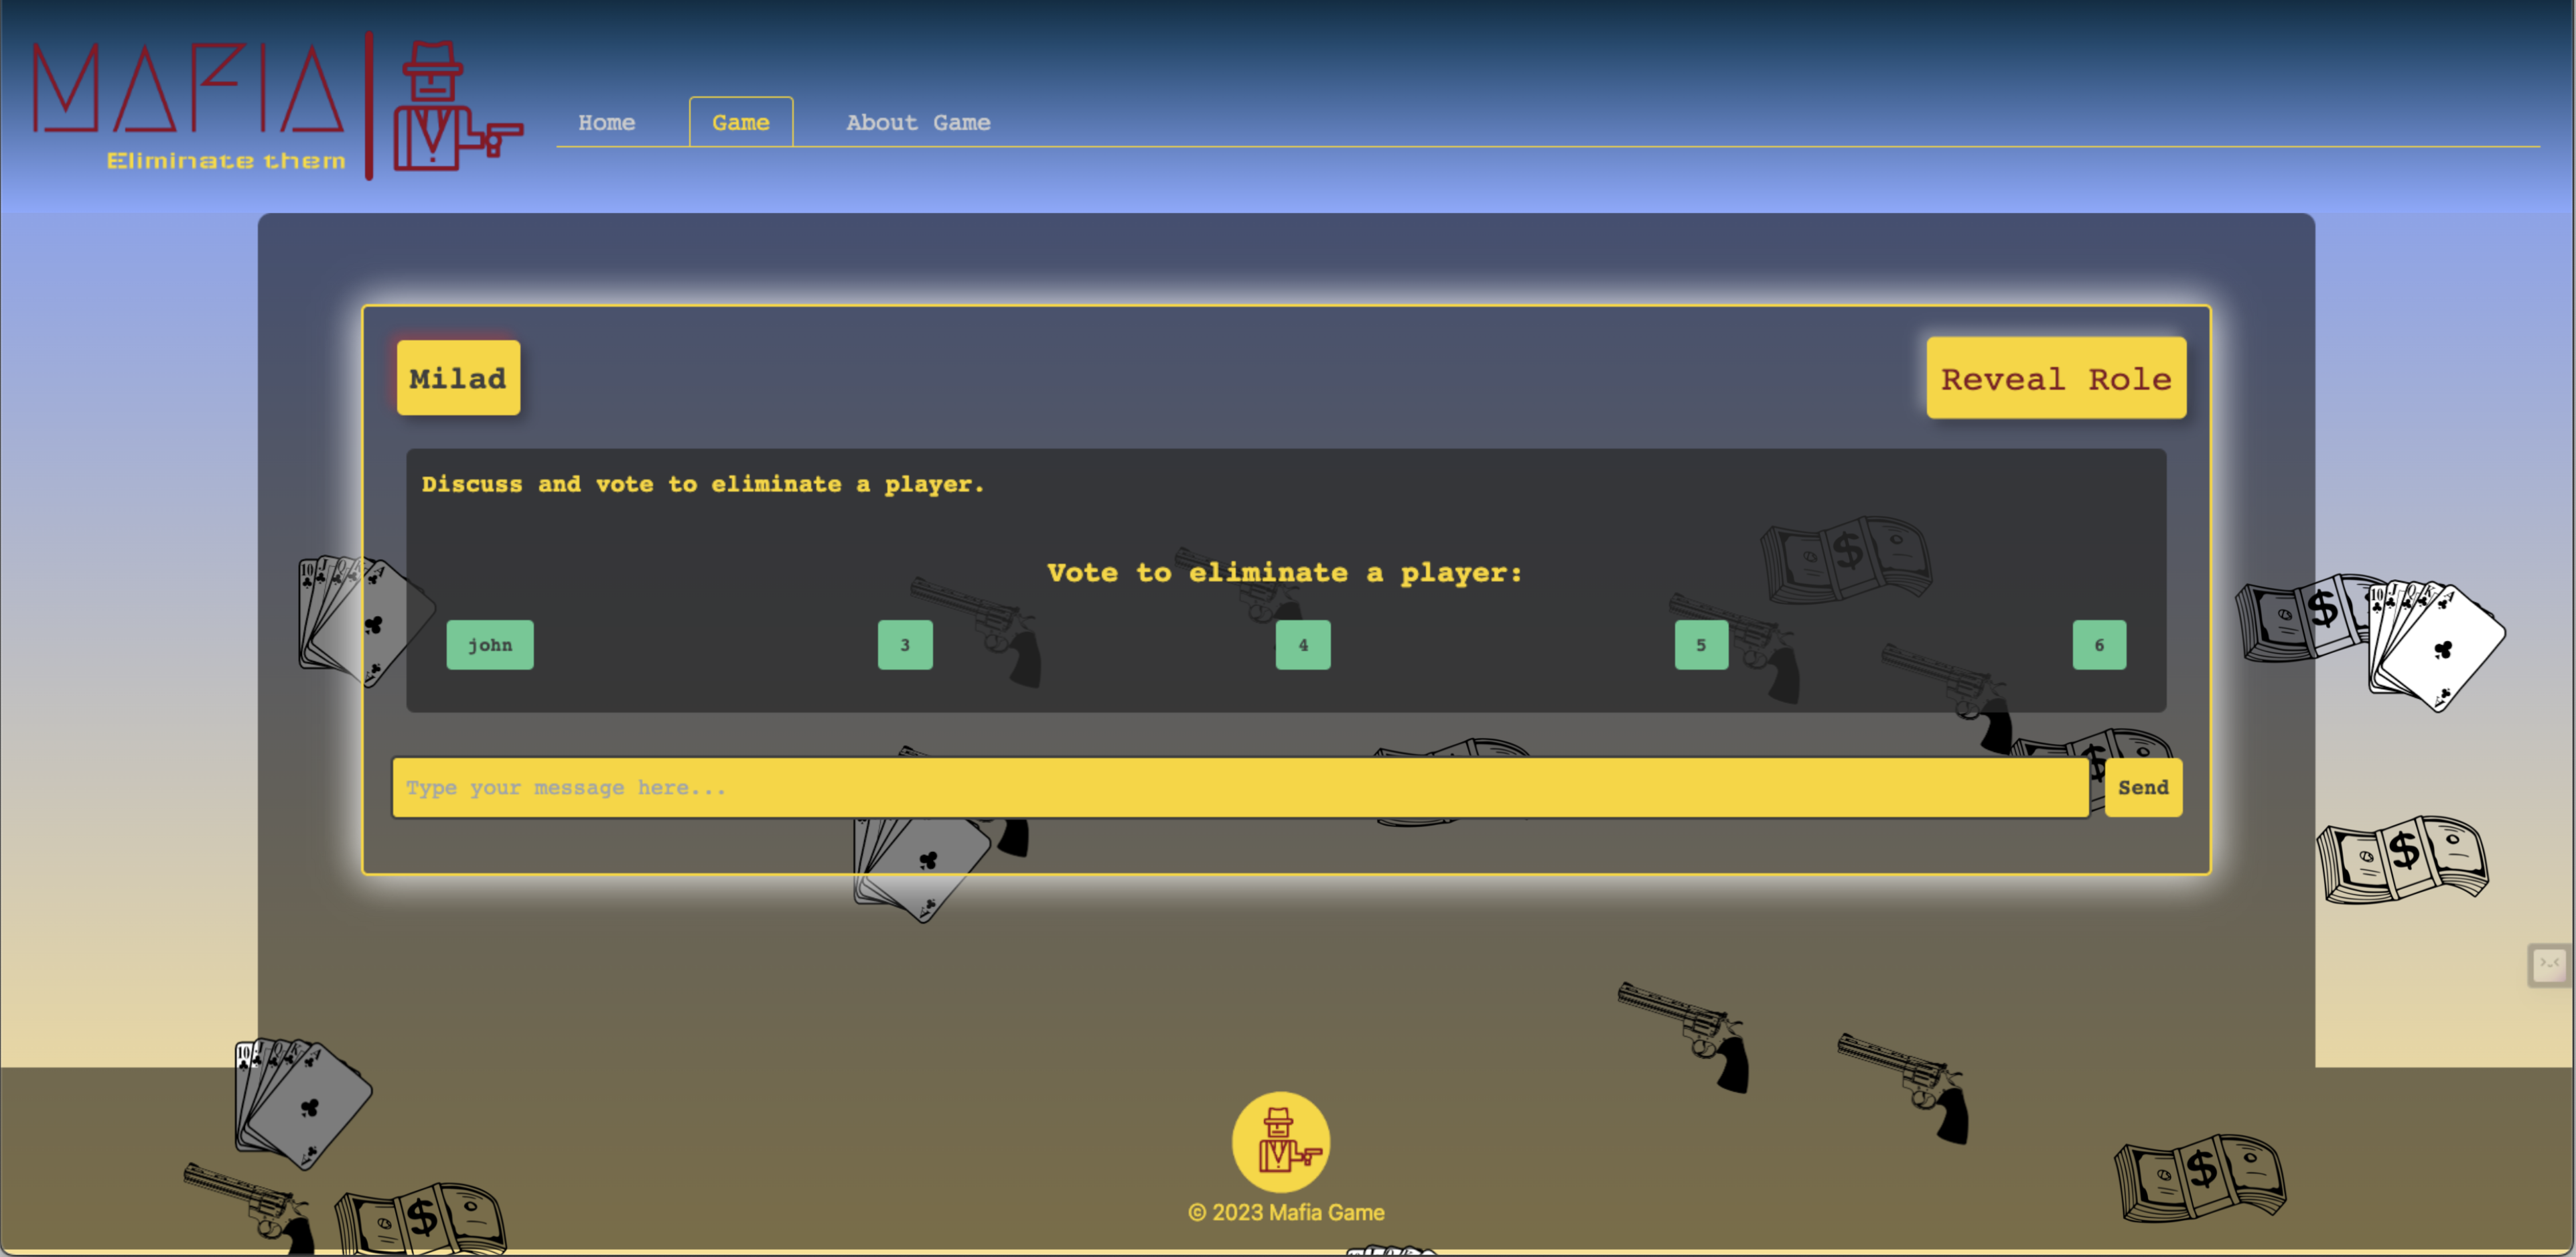 MAFIA
Eliminate them
Home
Game
About Game
Milad
Reveal Role
Discuss and vote to eliminate a player.
Vote to eliminate a player:
john
3
4
5
6
Type your message here...
Send
© 2023 Mafia Game